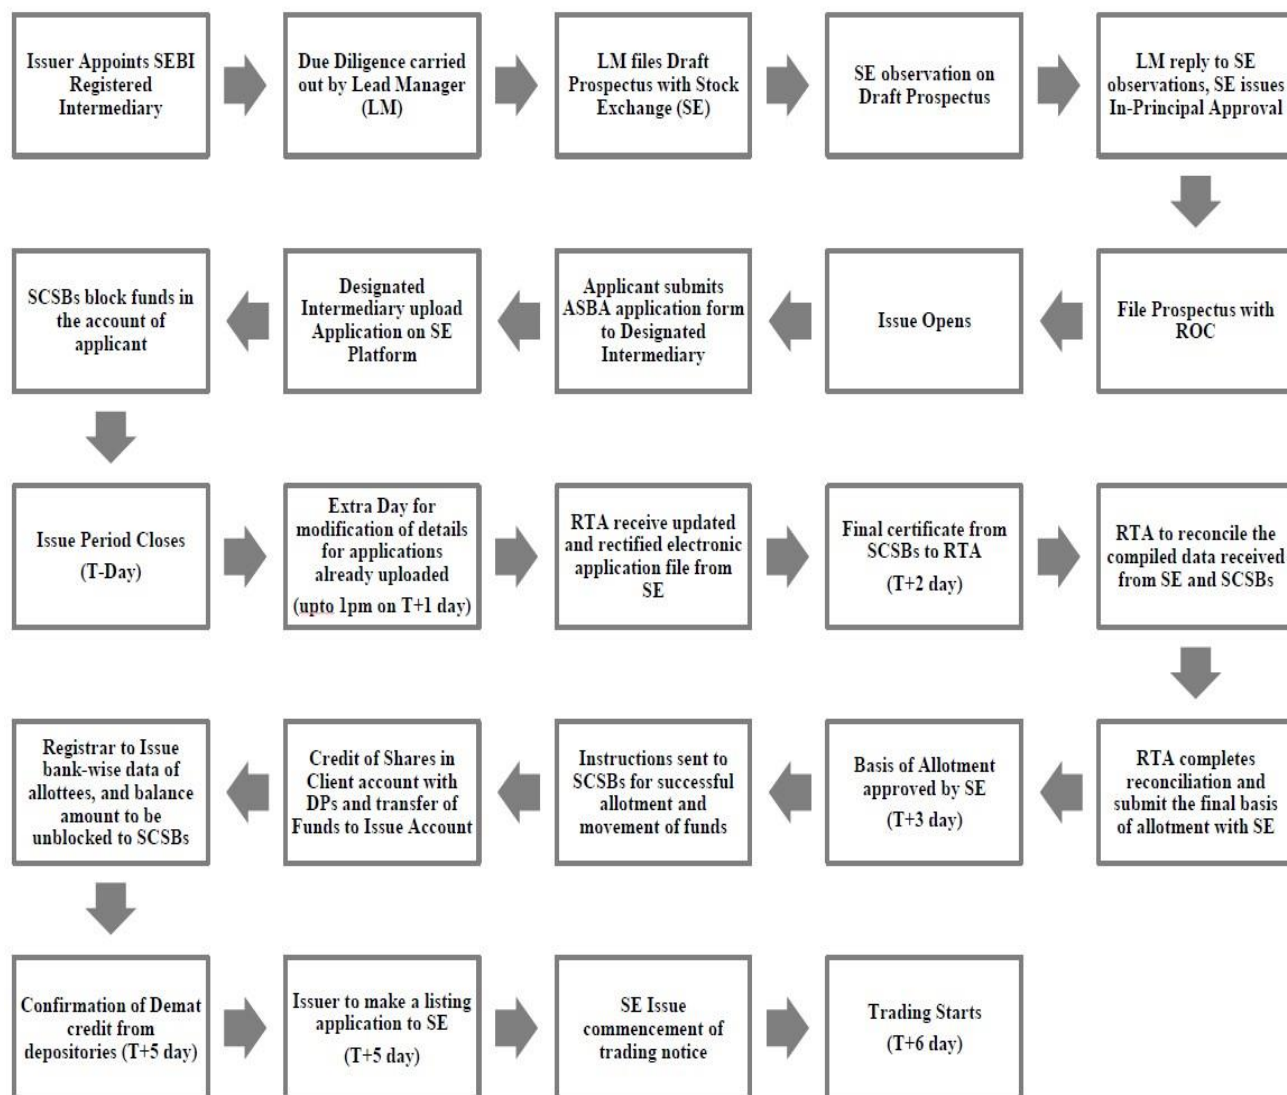 Issuer Appoints SEBI
Registered
Intermediary
Due Diligence carried
out by Lead Manager
(LM)
LM files Draft
Prospectus with Stock
Exchange (SE)
SE observation on
Draft Prospectus
LM reply to SE
observations, SE issues
In-Principal Approval
File Prospectus with
ROC
Issue Opens
Applicant submits
ASBA application form
to Designated
Intermediary
Designated
Intermediary upload
Application on SE
Platform
SCSBs block funds in
the account of
applicant
Issue Period Closes
(T-Day)
Extra Day for
modification of details
for applications
already uploaded
(upto 1pm on T+1 day)
RTA receive updated
and rectified electronic
application file from
SE
Final certificate from
SCSBs to RTA
(T+2 day)
RTA to reconcile the
compiled data received
from SE and SCSBs
RTA completes
reconciliation and
submit the final basis
of allotment with SE
Basis of Allotment
approved by SE
(T+3 day)
Instructions sent to
SCSBs for successful
allotment and
movement of funds
Credit of Shares in
Client account with
DPs and transfer of
Funds to Issue Account
Registrar to Issue
bank-wise data of
allottees, and balance
amount to be
unblocked to SCSBs
Confirmation of Demat
credit from
depositories (T+5 day)
Issuer to make a listing
application to SE
(T+5 day)
SE Issue
commencement of
trading notice
Trading Starts
(T+6 day)